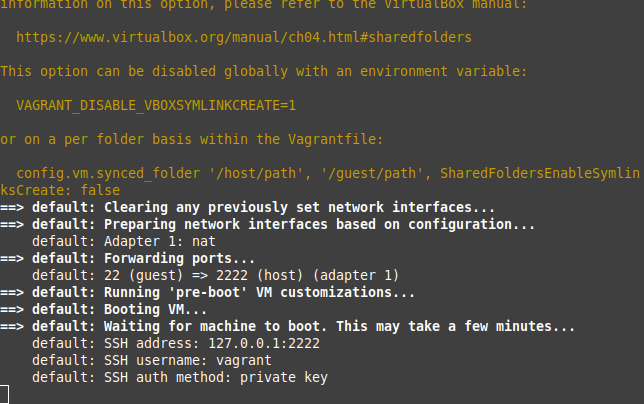 information on this option, please refer to the VirtualBox manual:
https://www.virtualbox.org/manual/ch04.html#sharedfolders
This option can be disabled globally with an environment variable:
VAGRANT_DISABLE_VBOXSYMLINKCREATE=1
or on a per folder basis within the Vagrantfile:
config.vm.synced_folder '/host/path', '/guest/path', SharedFoldersEnableSymlin
ksCreate: false
==> default: Clearing any previously set network interfaces...
==> default: Preparing network interfaces based on configuration...
default: Adapter 1: nat
==> default: Forwarding ports...
default: 22 (guest) => 2222 (host) (adapter 1)
==> default: Running 'pre-boot' VM customizations...
==> default: Booting VM...
==> default: Waiting for machine to boot. This may take a few minutes...
default: SSH address: 127.0.0.1:2222
default: SSH username: vagrant
default: SSH auth method: private key